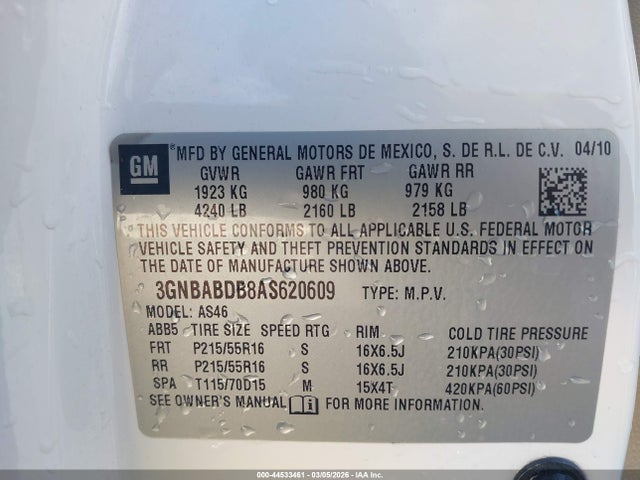 GM ® MFD BY GENERAL MOTORS DE MEXICO, S. DE R.L. DE C.V. 04/10
GVWR GAWR FRT GAWR RR
1923 KG 980 KG 979 KG
4240 LB 2160 LB 2158 LB
THIS VEHICLE CONFORMS TO ALL APPLICABLE U.S. FEDERAL MOTOR
VEHICLE SAFETY AND THEFT PREVENTION STANDARDS IN EFFECT ON
THE DATE OF MANUFACTURE SHOWN ABOVE.
3GNBABDB8AS620609 TYPE: M.P.V.
MODEL: AS46
ABB5 TIRE SIZE SPEED RTG RIM COLD TIRE PRESSURE
FRT P215/55R16 S 16X6.5J 210KPA(30PSI)
RR P215/55R16 S 16X6.5J 210KPA(30PSI)
SPA T115/70D15 M 15X4T 420KPA(60PSI)
SEE OWNER'S MANUAL i FOR MORE INFORMATION.
000-44533461 - 03/05/2026 - IAA Inc.